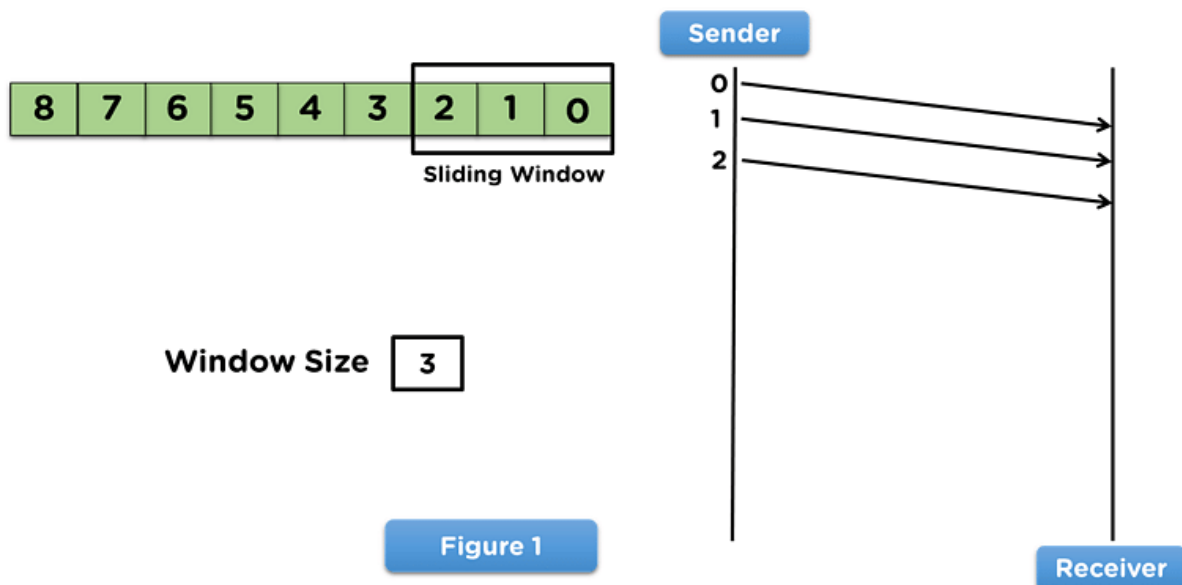 8 7 6 5 4 3 2 1 0
Sliding Window
Window Size 3
Figure 1
Sender
0
1
2
Receiver